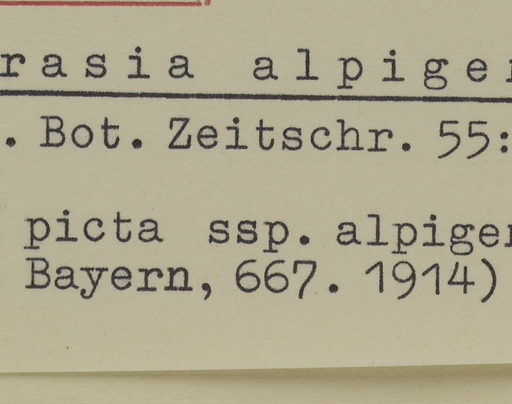 rasia alpige
. Bot. Zeitschr. 55:
picta ssp. alpige
Bayern, 667. 1914)